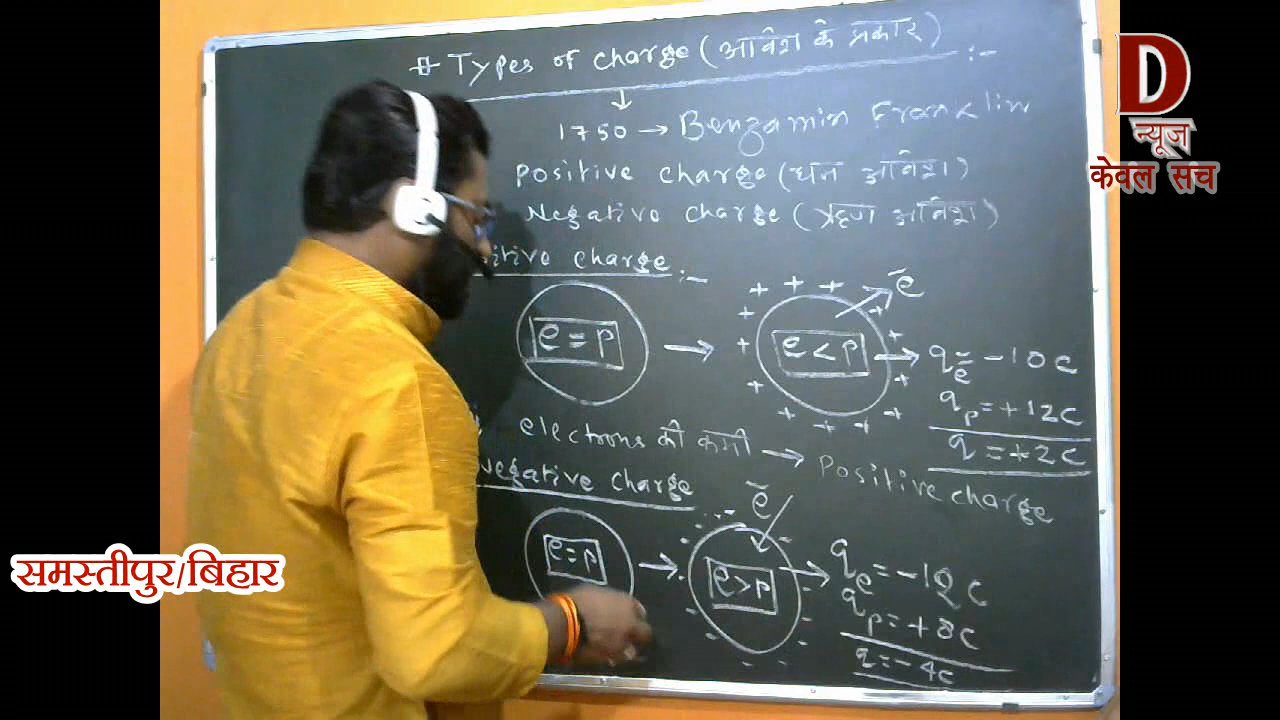 # Types of charge (आवेश के प्रकार) :-
1750 → Benzamin Franklin
positive charge (धन आवेश)
Negative charge (ऋण आवेश)
itive charge :-
e = p → e < p
ē
+ + + + + + + + + + + + + +
q ē = -10c
q p = +12c
q = +2c
electrons की कमी → Positive charge
Negative charge
e = p → e > p
ē
q e = -12c
q p = +8c
q = -4c
D
न्यूज
केवल सच
समस्तीपुर/बिहार